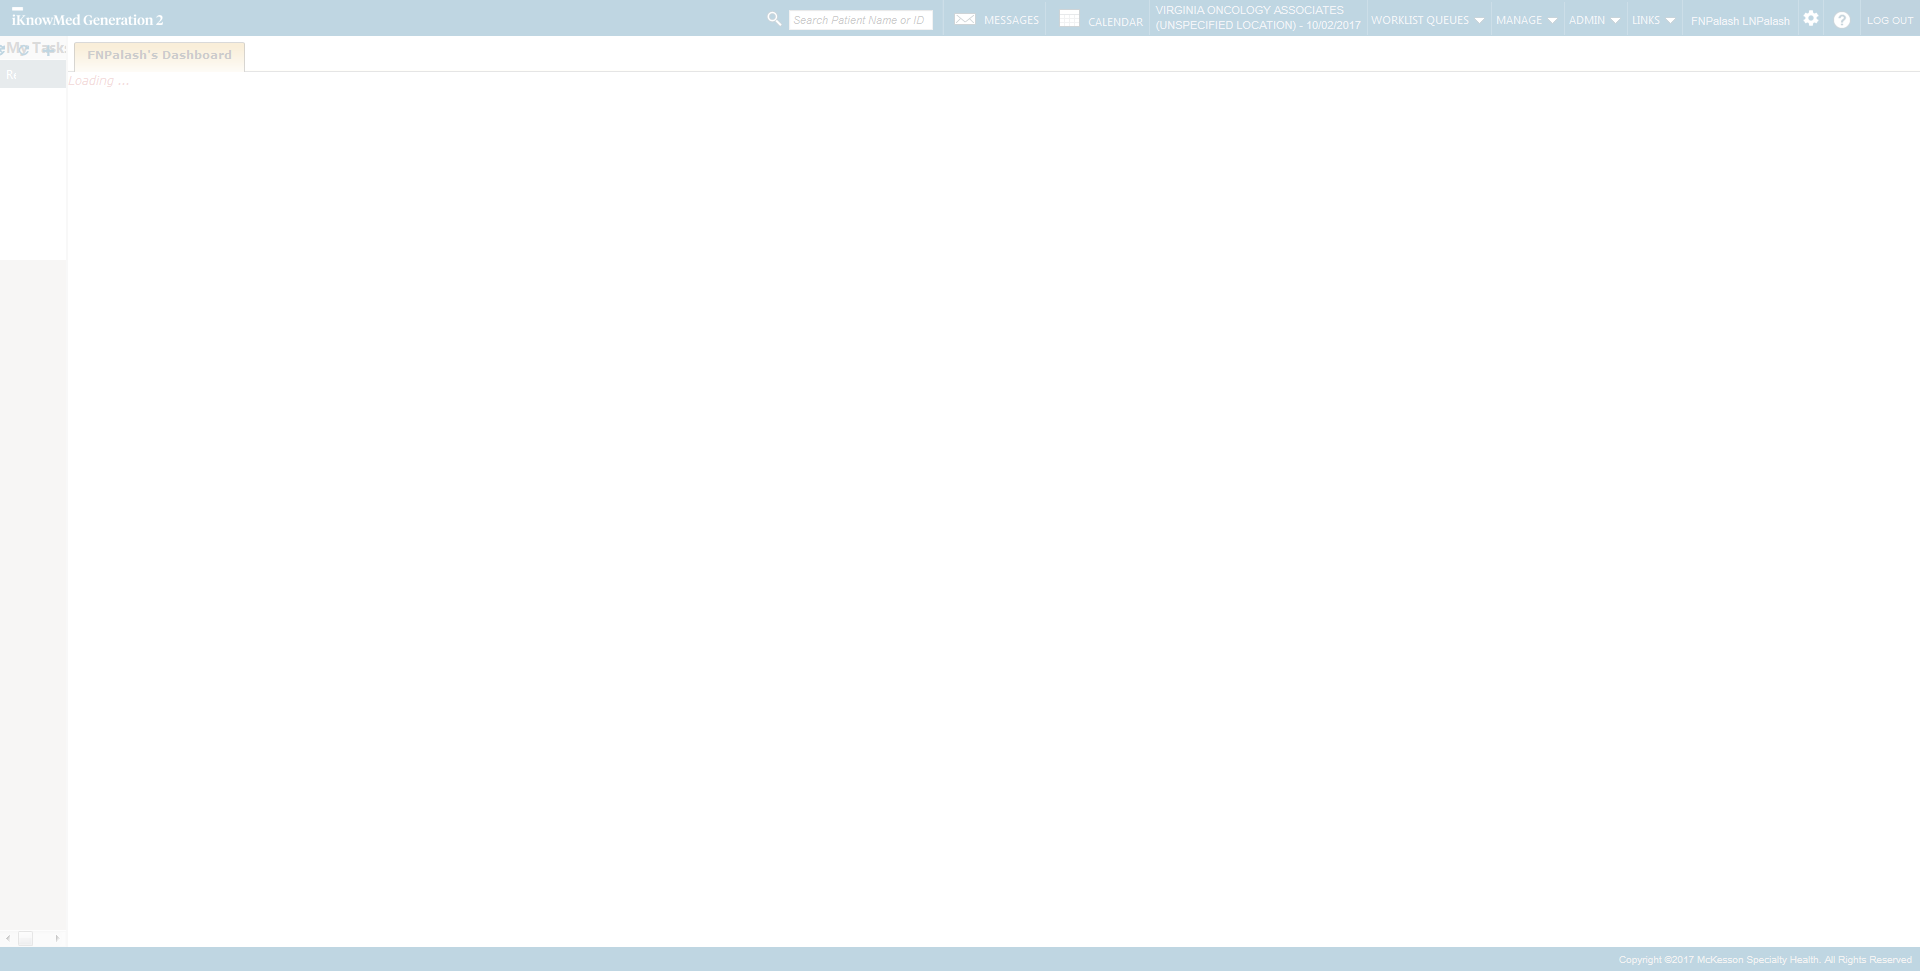 iKnowMed Generation 2
Search Patient Name or ID
MESSAGES
CALENDAR
VIRGINIA ONCOLOGY ASSOCIATES
(UNSPECIFIED LOCATION) - 10/02/2017
WORKLIST QUEUES
MANAGE
ADMIN
LINKS
FNPalash LNPalash
LOG OUT
My Tasks
FNPalash's Dashboard
Loading ...
Copyright ©2017 McKesson Specialty Health. All Rights Reserved